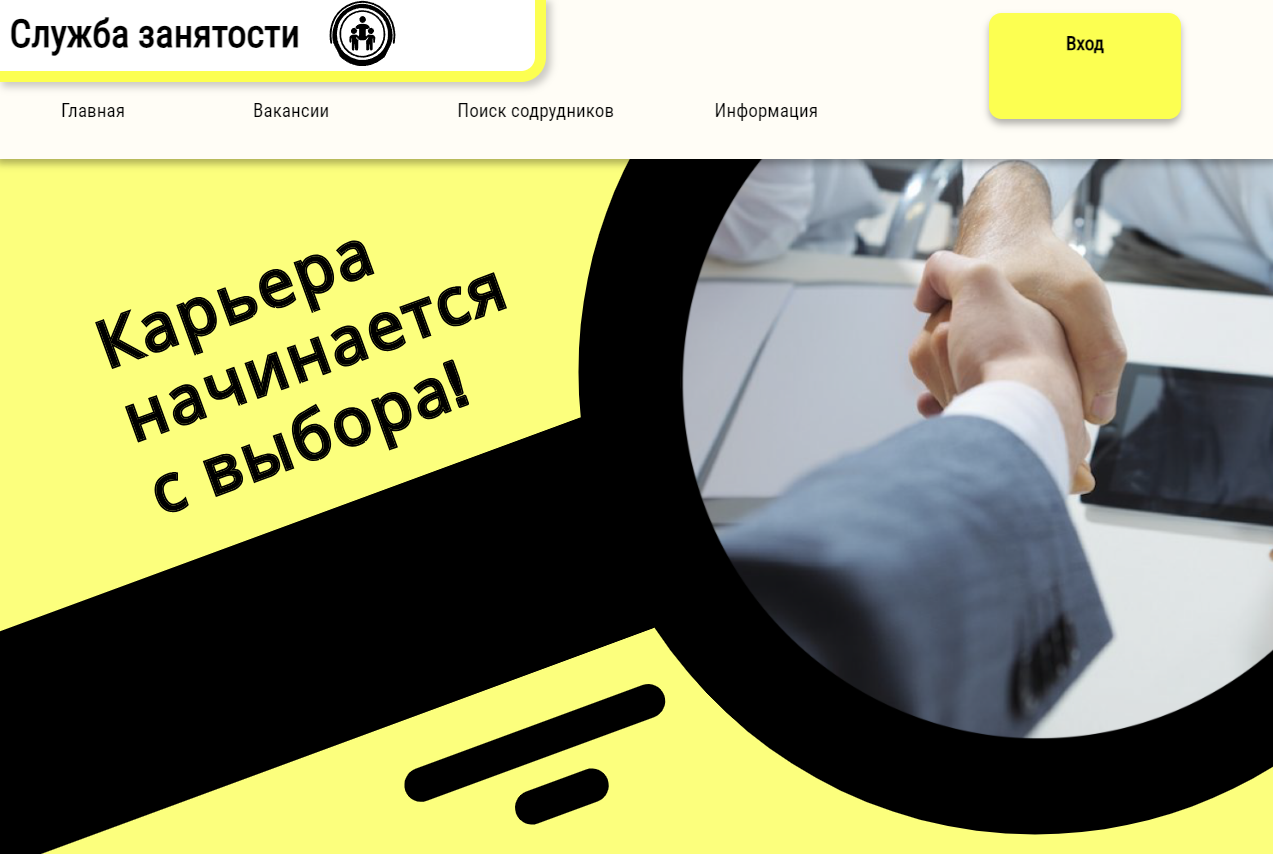 Служба занятости
Вход
Главная
Вакансии
Поиск содрудников
Информация
Карьера
начинается
с выбора!